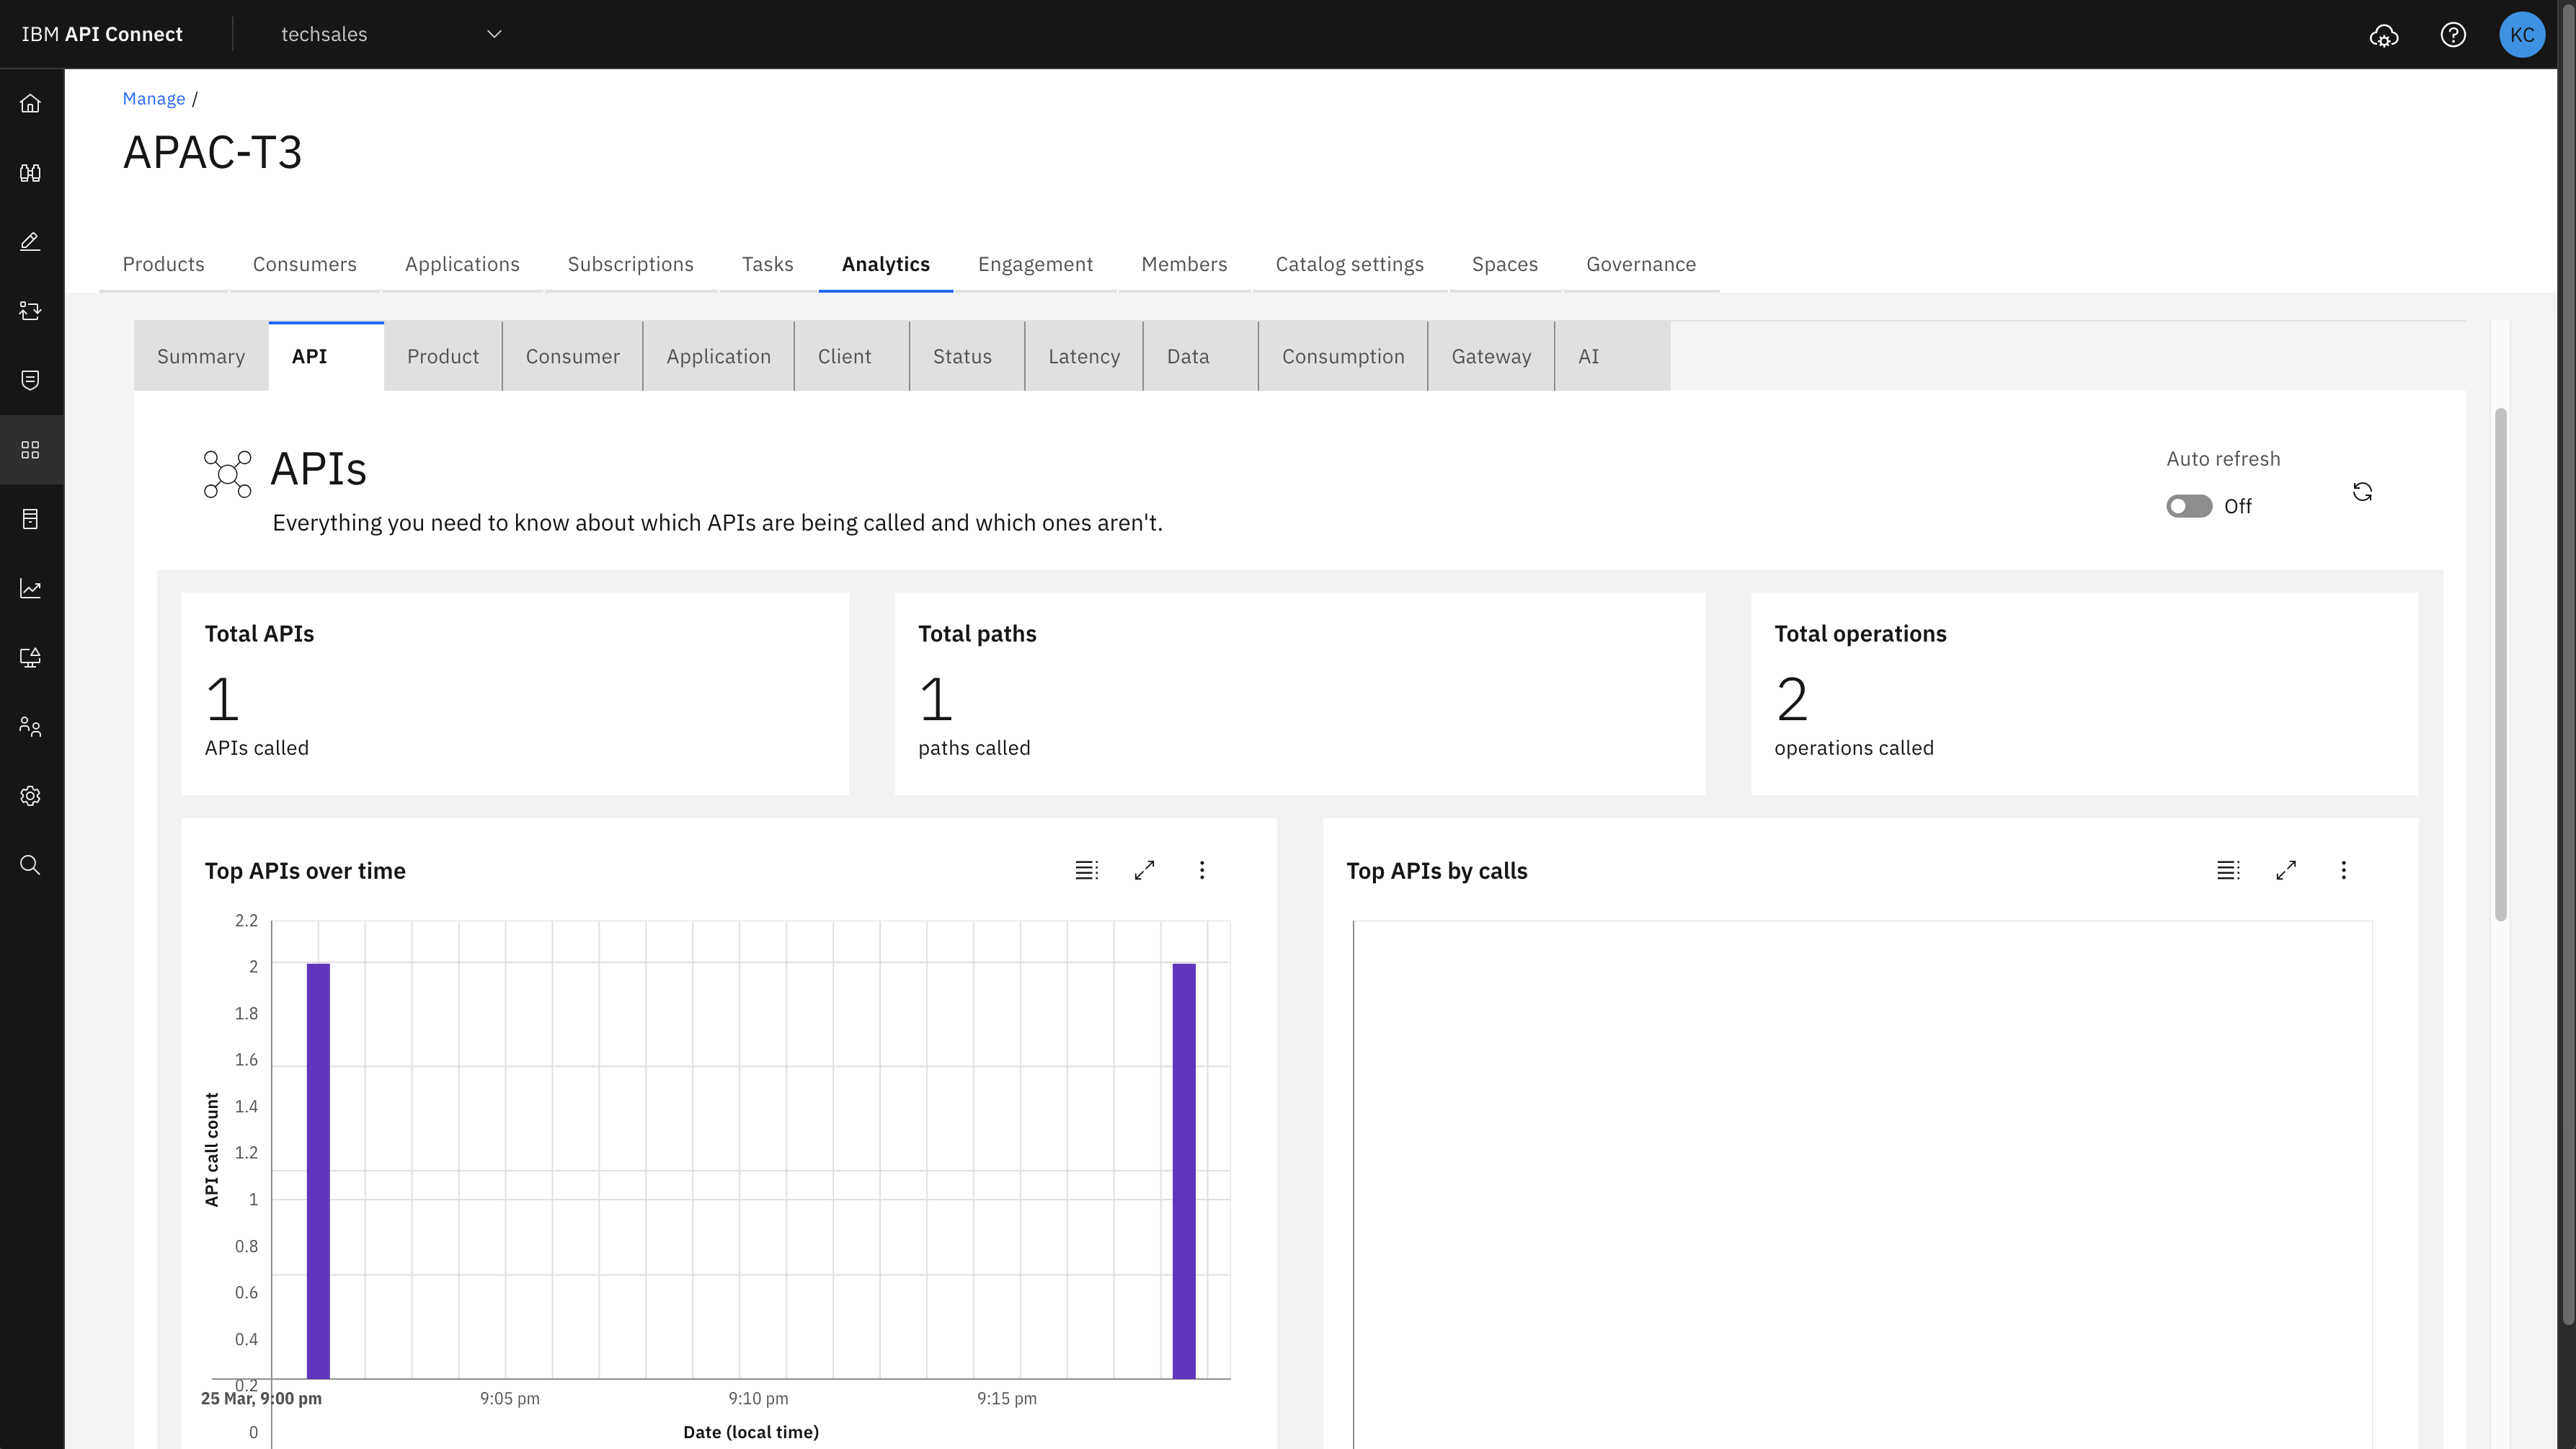 IBM API Connect
techsales
KC
Manage /
APAC-T3
Products
Consumers
Applications
Subscriptions
Tasks
Analytics
Engagement
Members
Catalog settings
Spaces
Governance
Summary
API
Product
Consumer
Application
Client
Status
Latency
Data
Consumption
Gateway
AI
APIs
Everything you need to know about which APIs are being called and which ones aren't.
Auto refresh
Off
Total APIs
1
APIs called
Total paths
1
paths called
Total operations
2
operations called
Top APIs over time
2.2
2
1.8
1.6
1.4
1.2
1
0.8
0.6
0.4
0.2
0
API call count
25 Mar, 9:00 pm
9:05 pm
9:10 pm
9:15 pm
Date (local time)
Top APIs by calls